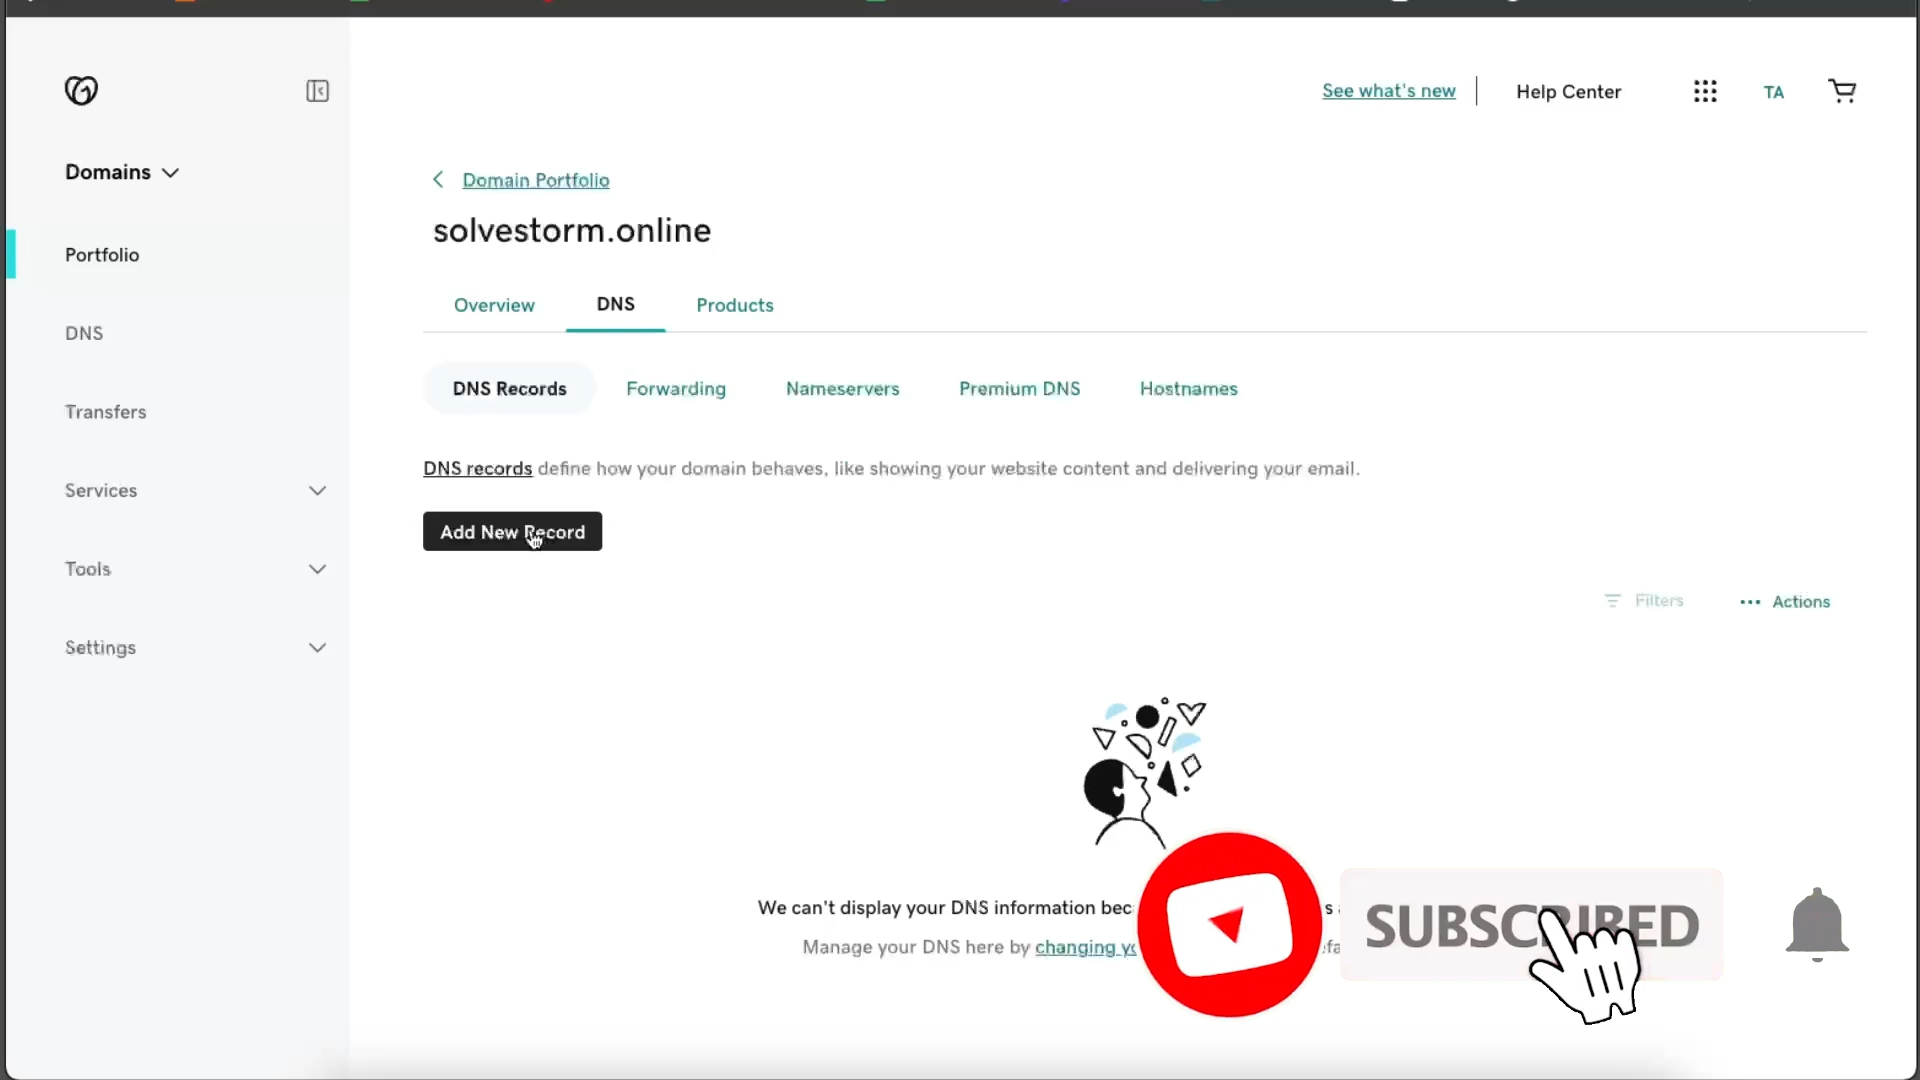 See what's new
Help Center
TA
Domains
Domain Portfolio
solvestorm.online
Portfolio
Overview
DNS
Products
DNS
DNS Records
Forwarding
Nameservers
Premium DNS
Hostnames
Transfers
DNS records define how your domain behaves, like showing your website content and delivering your email.
Services
Add New Record
Tools
Filters
Actions
Settings
We can't display your DNS information
SUBSCRIBED
Manage your DNS here by changing